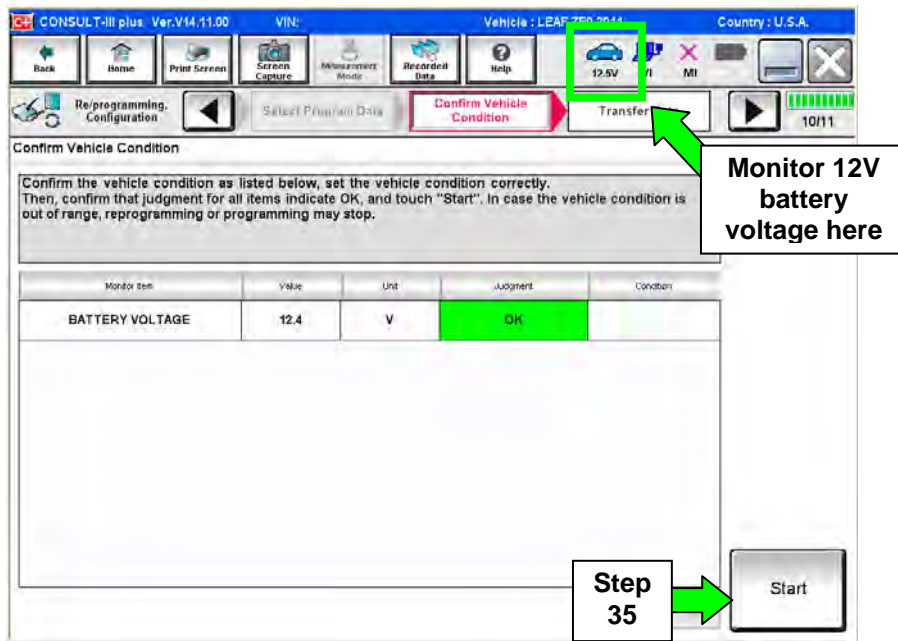 CONSULT-III plus Ver.V14.11.00 VIN: Vehicle : LEAF Country : U.S.A.
Back
Home
Print Screen
Screen
Capture
Measurement
Mode
Recorded
Data
Help
12.5V
VI
MI
Re/programming,
Configuration
Select Program Data
Confirm Vehicle
Condition
Transfer
10/11
Monitor 12V
battery
voltage here
Confirm Vehicle Condition
Confirm the vehicle condition as listed below, set the vehicle condition correctly.
Then, confirm that judgment for all items indicate OK, and touch "Start". In case the vehicle condition is
out of range, reprogramming or programming may stop.
Monitor Item Value Unit Judgment Condition
BATTERY VOLTAGE 12.4 V OK
Step
35
Start